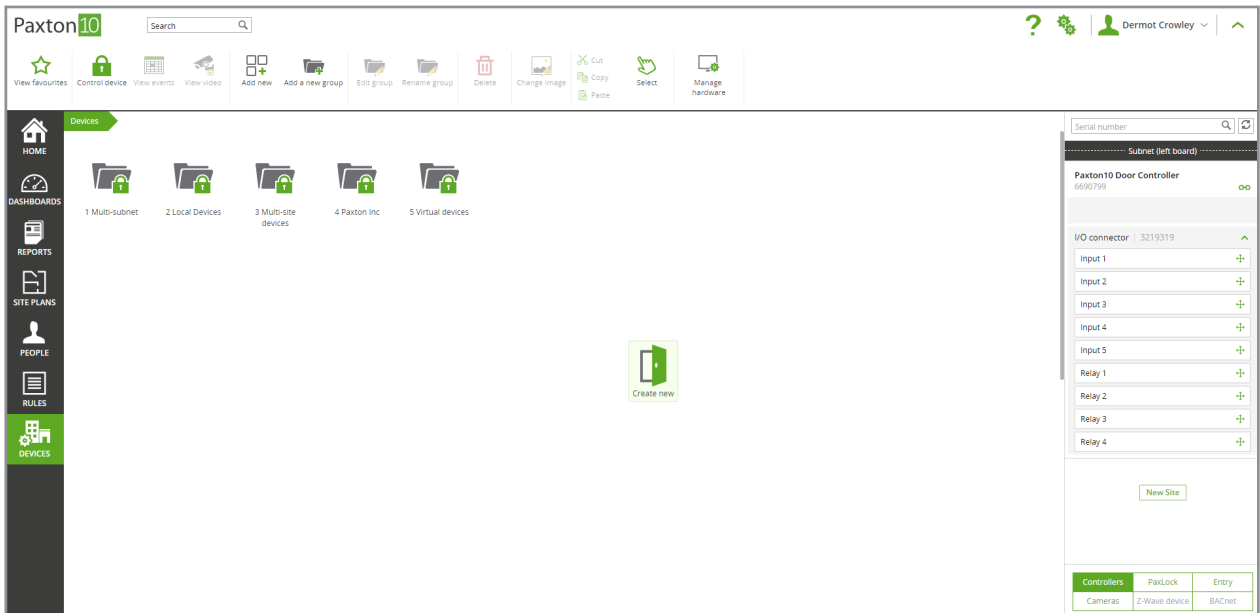 Paxton10
Search
Dermot Crowley
View favourites
Control device
View events
View video
Add new
Add a new group
Edit group
Rename group
Delete
Change image
Cut
Copy
Paste
Select
Manage
hardware
HOME
DASHBOARDS
REPORTS
SITE PLANS
PEOPLE
RULES
DEVICES
Devices
1 Multi-subnet
2 Local Devices
3 Multi-site
devices
4 Paxton Inc
5 Virtual devices
Create new
Serial number
Subnet (left board)
Paxton10 Door Controller
6690799
I/O connector 3219319
Input 1
Input 2
Input 3
Input 4
Input 5
Relay 1
Relay 2
Relay 3
Relay 4
New Site
Controllers PaxLock Entry
Cameras Z-Wave device BACnet